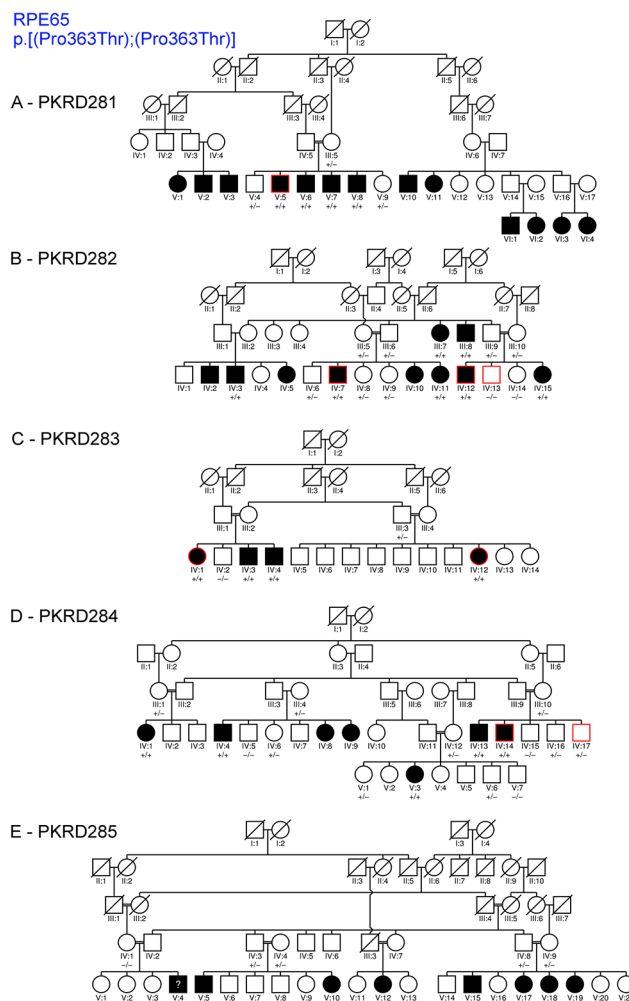 RPE65
p.[(Pro363Thr);(Pro363Thr)]
I:1 I:2
II:1 II:2 II:3 II:4 II:5 II:6
A - PKRD281
III:1 III:2 III:3 III:4 III:6 III:7
IV:1 IV:2 IV:3 IV:4 IV:5 III:5 IV:6 IV:7
+/−
V:1 V:2 V:3 V:4 V:5 V:6 V:7 V:8 V:9 V:10 V:11 V:12 V:13 V:14 V:15 V:16 V:17
+/− +/+ +/+ +/+ +/+ +/−
VI:1 VI:2 VI:3 VI:4
B - PKRD282
I:1 I:2 I:3 I:4 I:5 I:6
II:1 II:2 II:3 II:4 II:5 II:6 II:7 II:8
III:1 III:2 III:3 III:4 III:5 III:6 III:7 III:8 III:9 III:10
+/− +/− +/+ +/+ +/− +/−
IV:1 IV:2 IV:3 IV:4 IV:5 IV:6 IV:7 IV:8 IV:9 IV:10 IV:11 IV:12 IV:13 IV:14 IV:15
+/+ +/− +/+ +/− +/− +/+ +/+ −/− −/− +/+
C - PKRD283
I:1 I:2
II:1 II:2 II:3 II:4 II:5 II:6
III:1 III:2 III:3 III:4
+/−
IV:1 IV:2 IV:3 IV:4 IV:5 IV:6 IV:7 IV:8 IV:9 IV:10 IV:11 IV:12 IV:13 IV:14
+/+ −/− +/+ +/+ +/+
D - PKRD284
I:1 I:2
II:1 II:2 II:3 II:4 II:5 II:6
III:1 III:2 III:3 III:4 III:5 III:6 III:7 III:8 III:9 III:10
+/− +/− +/−
IV:1 IV:2 IV:3 IV:4 IV:5 IV:6 IV:7 IV:8 IV:9 IV:10 IV:11 IV:12 IV:13 IV:14 IV:15 IV:16 IV:17
+/+ +/+ −/− +/− +/− +/+ +/+ −/− +/− +/−
V:1 V:2 V:3 V:4 V:5 V:6 V:7
+/− +/+ +/− −/−
E - PKRD285
I:1 I:2 I:3 I:4
II:1 II:2 II:3 II:4 II:5 II:6 II:7 II:8 II:9 II:10
III:1 III:2 III:4 III:5 III:6 III:7
IV:1 IV:2 IV:3 IV:4 IV:5 IV:6 III:3 IV:7 IV:8 IV:9
−/− +/− +/− +/− +/−
?
V:1 V:2 V:3 V:4 V:5 V:6 V:7 V:8 V:9 V:10 V:11 V:12 V:13 V:14 V:15 V:16 V:17 V:18 V:19 V:20